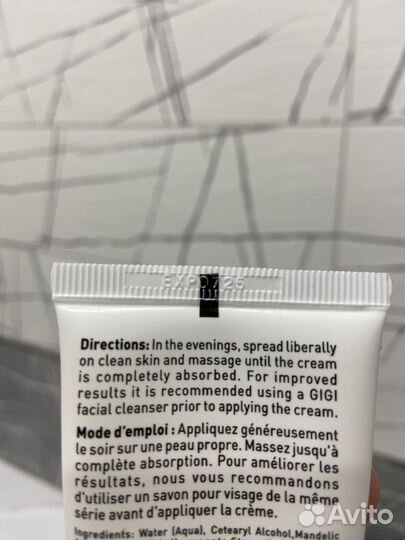 EXP0725
Directions: In the evenings, spread liberally
on clean skin and massage until the cream
is completely absorbed. For improved
results it is recommended using a GIGI
facial cleanser prior to applying the cream.
Mode d'emploi : Appliquez généreusement
le soir sur une peau propre. Massez jusqu'à
complète absorption. Pour améliorer les
résultats, nous vous recommandons
d'utiliser un savon pour visage de la même
série avant d'appliquer la crème.
Ingredients: Water (Aqua), Cetearyl Alcohol, Mandelic
Avito